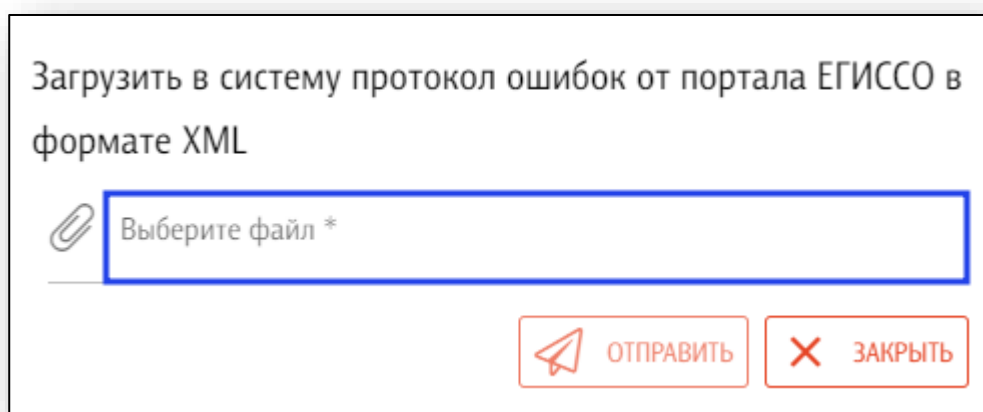 Загрузить в систему протокол ошибок от портала ЕГИССО в
формате XML
Выберите файл *
ОТПРАВИТЬ
ЗАКРЫТЬ